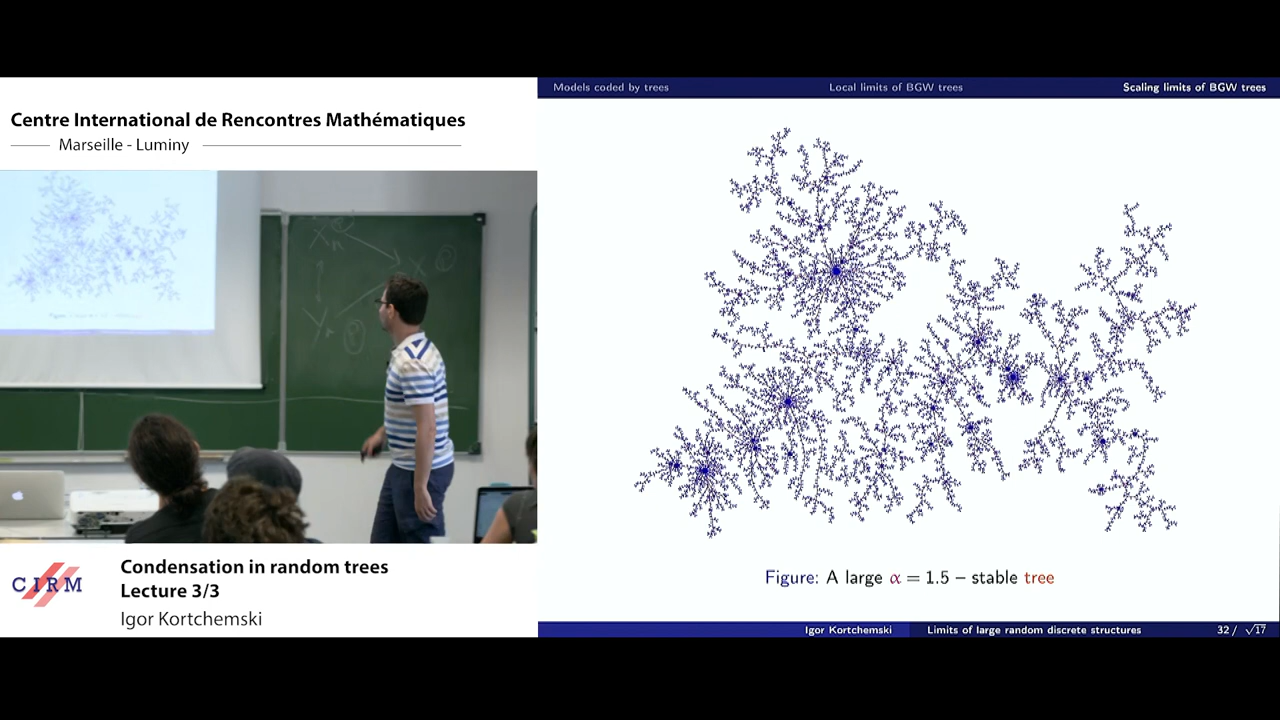 Centre International de Rencontres Mathématiques
Marseille - Luminy
CIRM
Condensation in random trees
Lecture 3/3
Igor Kortchemski
Models coded by trees Local limits of BGW trees Scaling limits of BGW trees
Figure: A large α = 1.5 – stable tree
Igor Kortchemski Limits of large random discrete structures 32 / √17